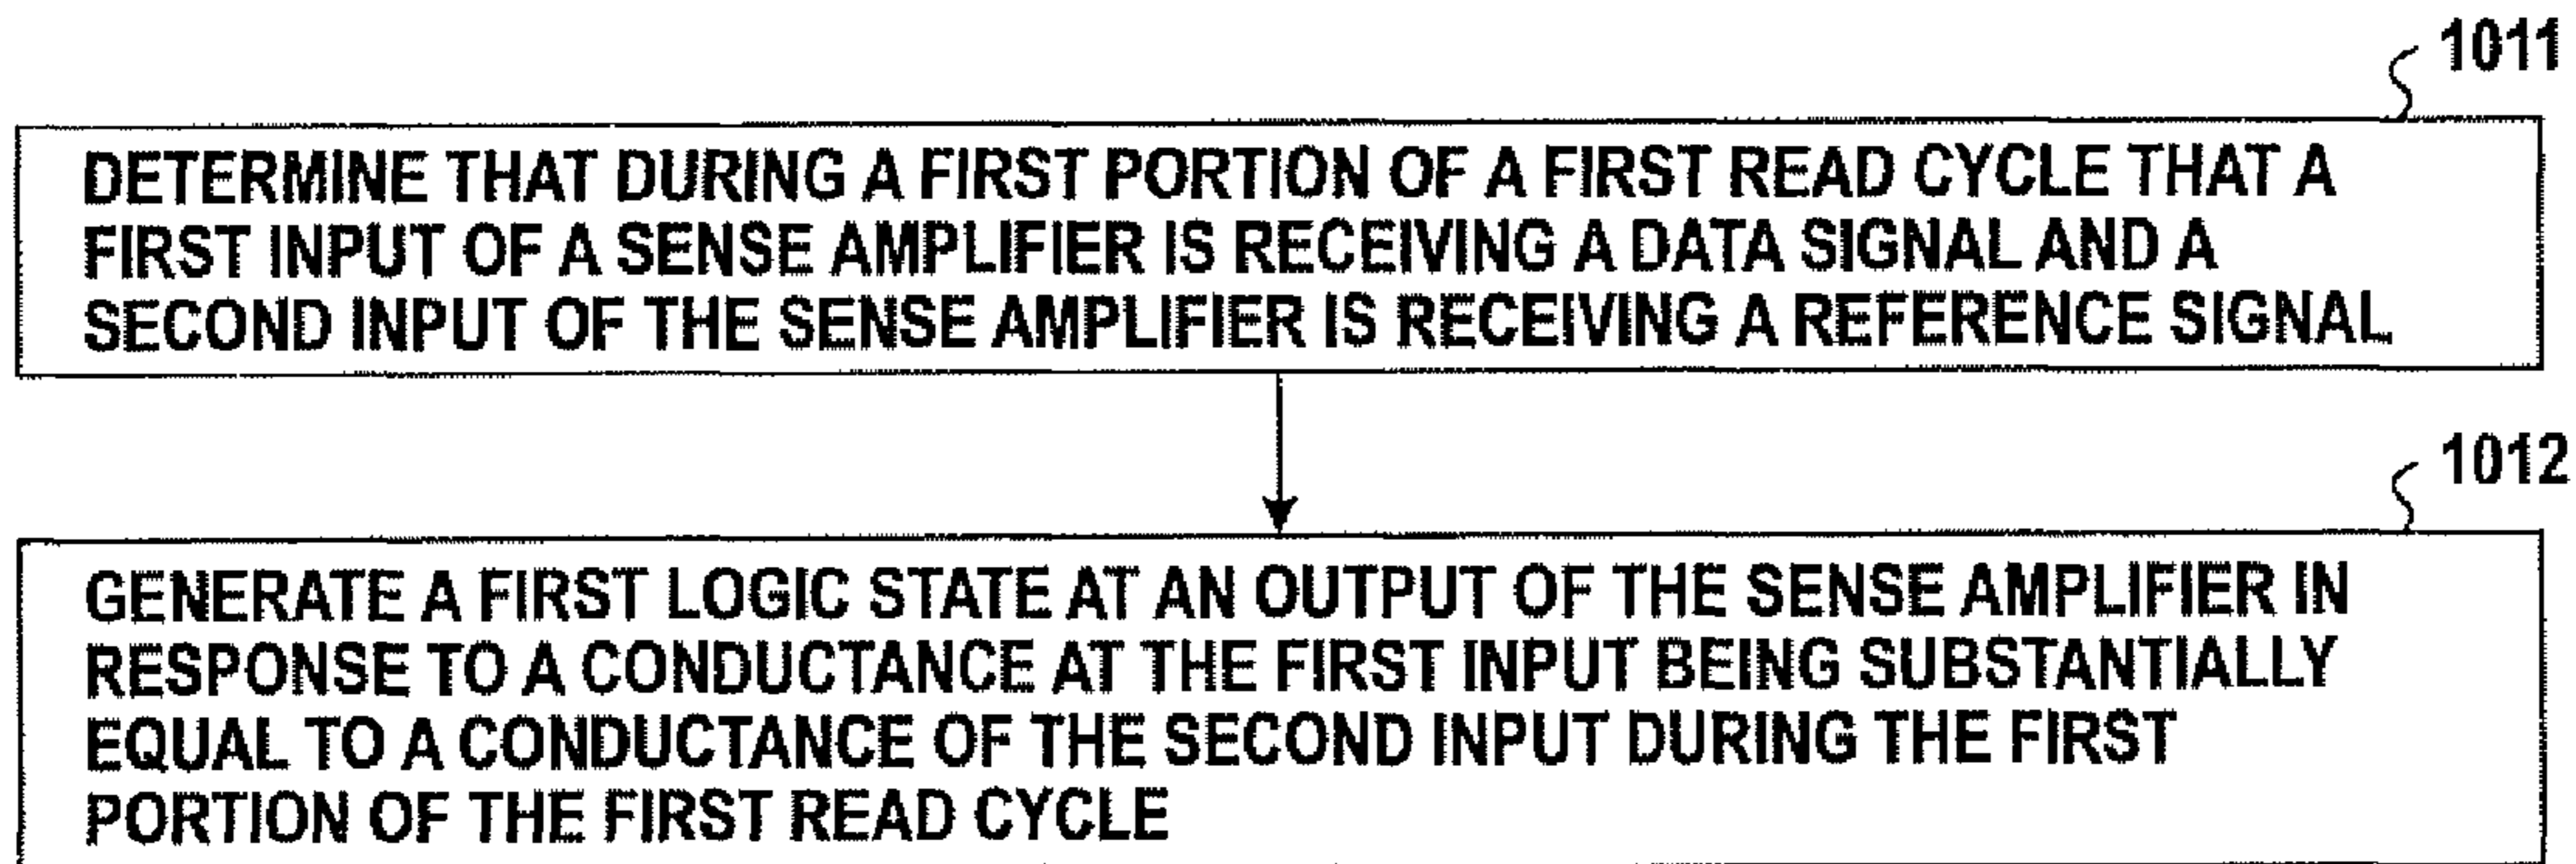 1011
DETERMINE THAT DURING A FIRST PORTION OF A FIRST READ CYCLE THAT A
FIRST INPUT OF A SENSE AMPLIFIER IS RECEIVING A DATA SIGNAL AND A
SECOND INPUT OF THE SENSE AMPLIFIER IS RECEIVING A REFERENCE SIGNAL
1012
GENERATE A FIRST LOGIC STATE AT AN OUTPUT OF THE SENSE AMPLIFIER IN
RESPONSE TO A CONDUCTANCE AT THE FIRST INPUT BEING SUBSTANTIALLY
EQUAL TO A CONDUCTANCE OF THE SECOND INPUT DURING THE FIRST
PORTION OF THE FIRST READ CYCLE